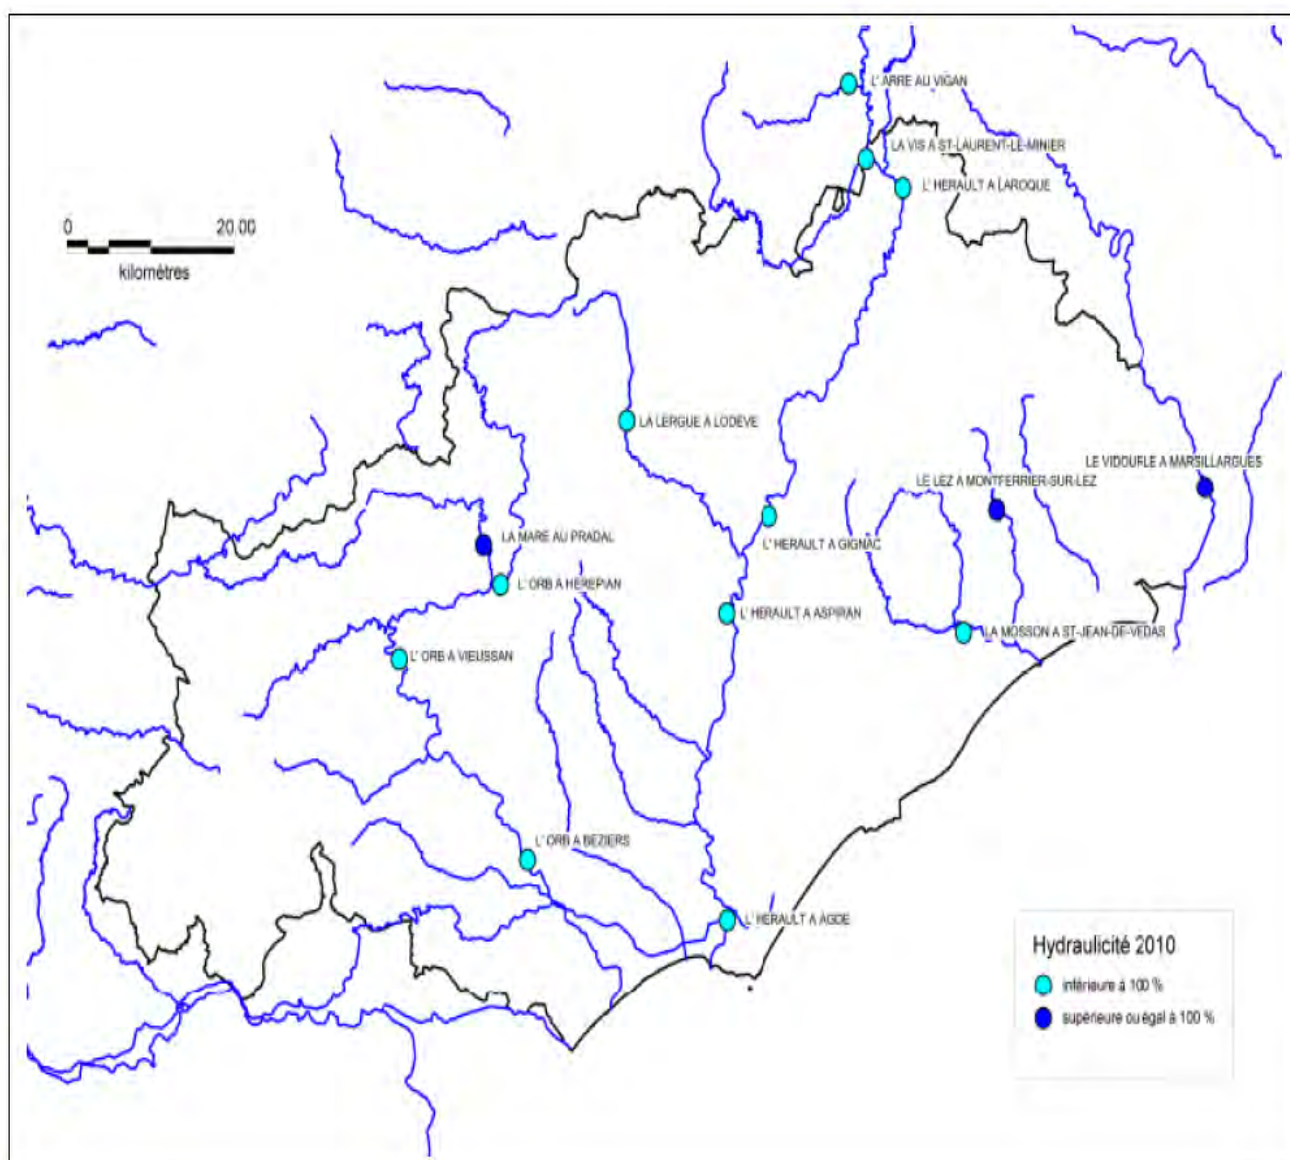 L' ARRE AU VIGAN
LA VIS A ST-LAURENT-LE-MINIER
L' HERAULT A LAROQUE
0 20.00
kilomètres
LA LERGUE A LODEVE
LE VIDOURLE A MARSILLARGUES
LE LEZ A MONTFERRIER-SUR-LEZ
LA MARE AU PRADAL
L' HERAULT A GIGNAC
L' ORB A HEREPIAN
L' HERAULT A ASPIRAN
LA MOSSON A ST-JEAN-DE-VEDAS
L' ORB A VIEUSSAN
L' ORB A BEZIERS
L' HERAULT A AGDE
Hydraulicité 2010
inférieure à 100 %
supérieure ou égal à 100 %